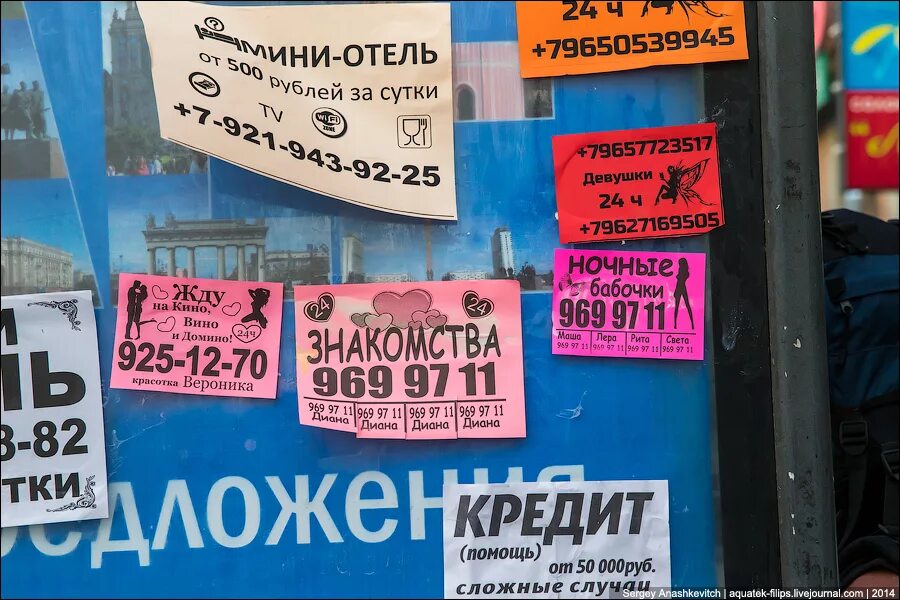 МИНИ-ОТЕЛЬ
от 500 рублей за сутки
TV
WiFi
ZONE
+7-921-943-92-25
24 ч
+79650539945
+79657723517
Девушки
24 ч
+79627169505
НОЧНЫЕ
бабочки
969 97 11
Маша Лера Рита Света
969 97 11 969 97 11 969 97 11 969 97 11
Жду
на Кино,
Вино
и Домино!
24ч
925-12-70
красотка Вероника
24 24
ЗНАКОМСТВА
969 97 11
969 97 11 969 97 11 969 97 11 969 97 11
Диана Диана Диана Диана
Ь
-82
тки
едложения
КРЕДИТ
(помощь)
от 50 000руб.
сложные случаи
Sergey Anashkevitch | aquatek-filips.livejournal.com | 2014